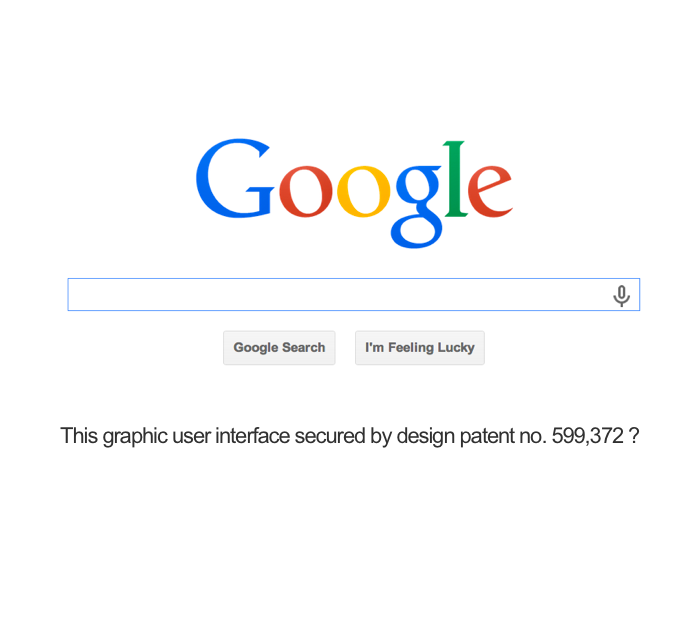 Google
Google Search
I'm Feeling Lucky
This graphic user interface secured by design patent no. 599,372 ?